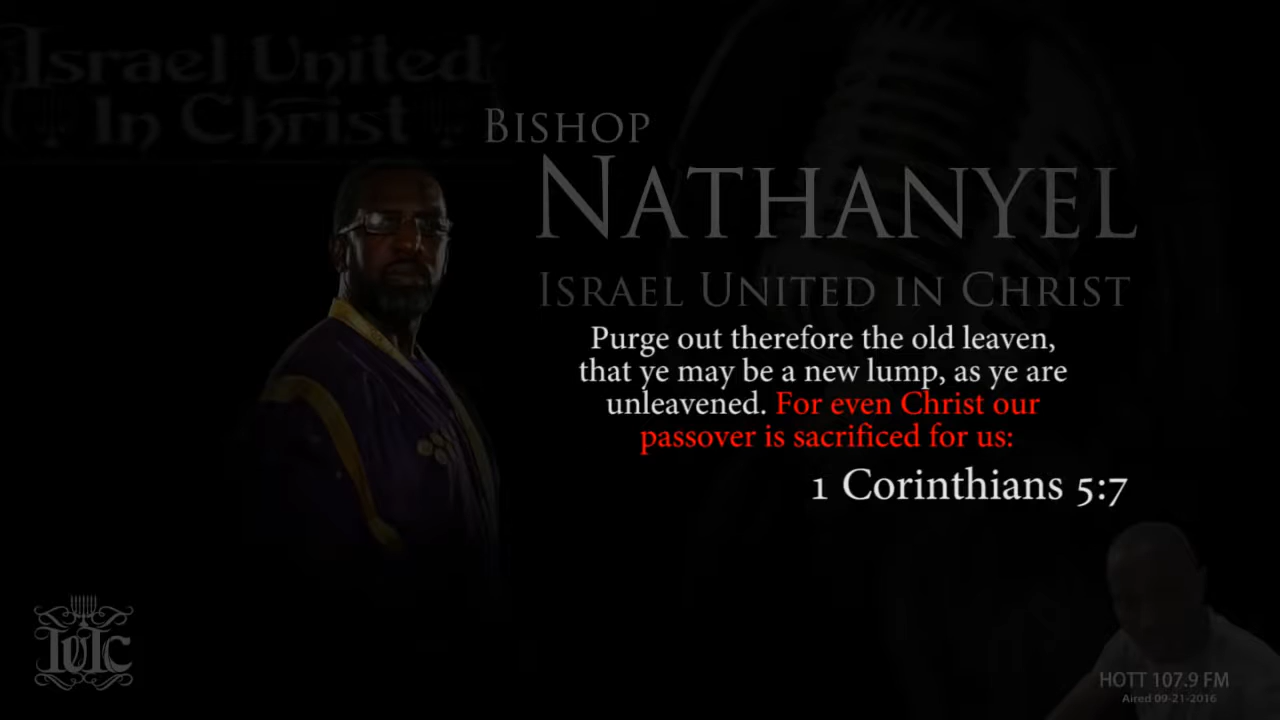 Israel United
In Christ
BISHOP
NATHANYEL
ISRAEL UNITED IN CHRIST
Purge out therefore the old leaven,
that ye may be a new lump, as ye are
unleavened. For even Christ our
passover is sacrificed for us:
1 Corinthians 5:7
IUIC
HOTT 107.9 FM
Aired 09-21-2016